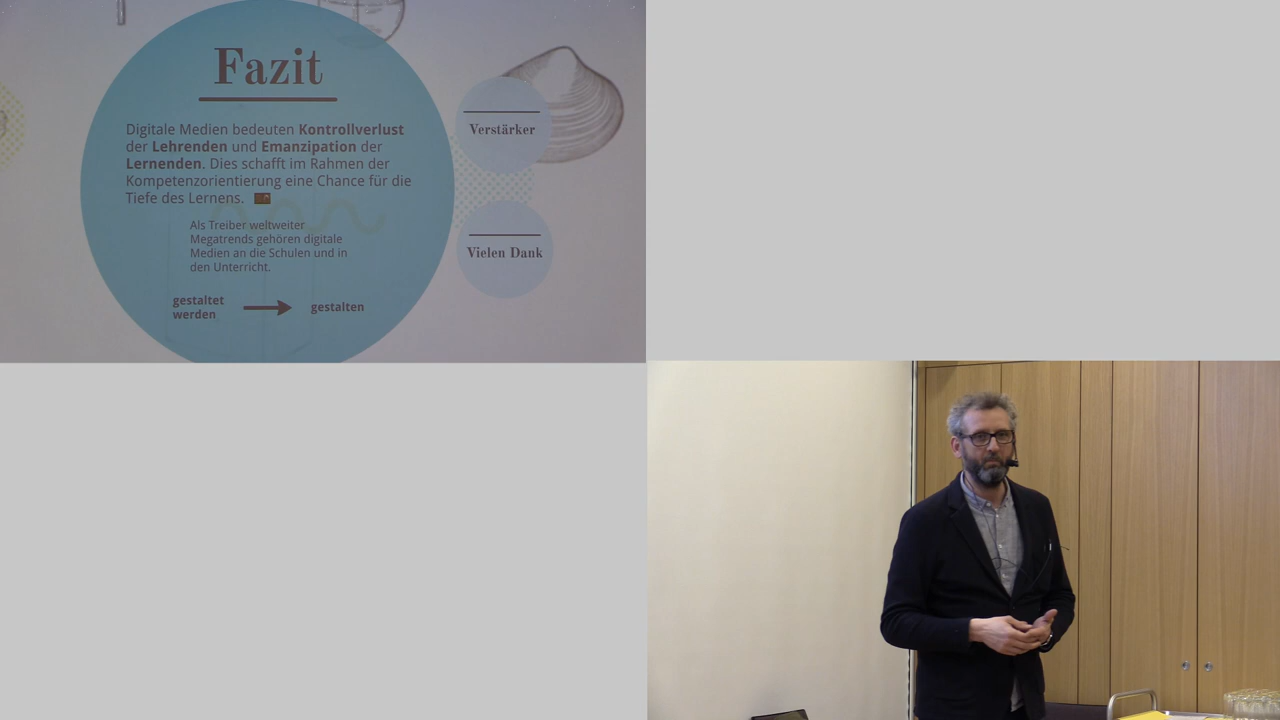 Fazit
Digitale Medien bedeuten Kontrollverlust
der Lehrenden und Emanzipation der
Lernenden. Dies schafft im Rahmen der
Kompetenzorientierung eine Chance für die
Tiefe des Lernens.
Als Treiber weltweiter
Megatrends gehören digitale
Medien an die Schulen und in
den Unterricht.
gestaltet
werden
gestalten
Verstärker
Vielen Dank